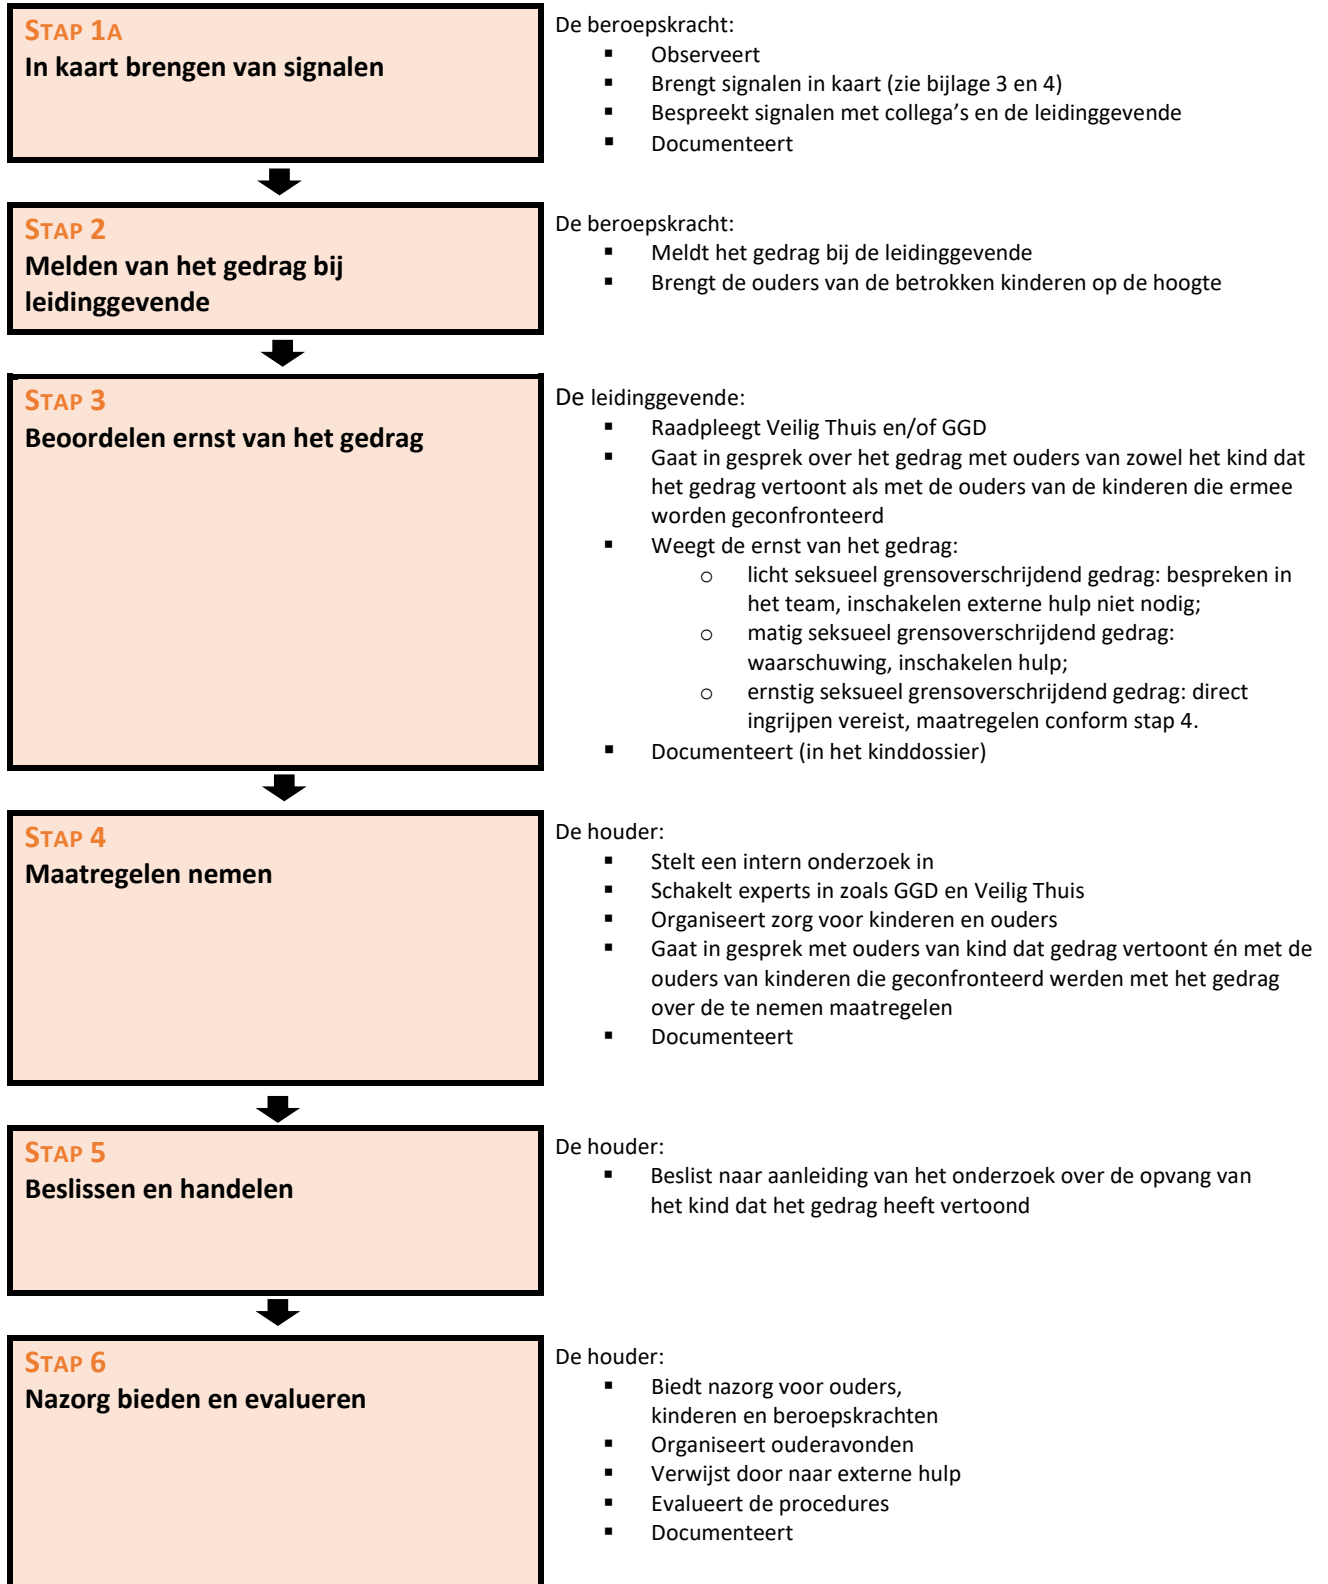 STAP 1A
In kaart brengen van signalen
De beroepskracht:
▪ Observeert
▪ Brengt signalen in kaart (zie bijlage 3 en 4)
▪ Bespreekt signalen met collega's en de leidinggevende
▪ Documenteert
STAP 2
Melden van het gedrag bij
leidinggevende
De beroepskracht:
▪ Meldt het gedrag bij de leidinggevende
▪ Brengt de ouders van de betrokken kinderen op de hoogte
STAP 3
Beoordelen ernst van het gedrag
De leidinggevende:
▪ Raadpleegt Veilig Thuis en/of GGD
▪ Gaat in gesprek over het gedrag met ouders van zowel het kind dat
het gedrag vertoont als met de ouders van de kinderen die ermee
worden geconfronteerd
▪ Weegt de ernst van het gedrag:
o licht seksueel grensoverschrijdend gedrag: bespreken in
het team, inschakelen externe hulp niet nodig;
o matig seksueel grensoverschrijdend gedrag:
waarschuwing, inschakelen hulp;
o ernstig seksueel grensoverschrijdend gedrag: direct
ingrijpen vereist, maatregelen conform stap 4.
▪ Documenteert (in het kinddossier)
STAP 4
Maatregelen nemen
De houder:
▪ Stelt een intern onderzoek in
▪ Schakelt experts in zoals GGD en Veilig Thuis
▪ Organiseert zorg voor kinderen en ouders
▪ Gaat in gesprek met ouders van kind dat gedrag vertoont én met de
ouders van kinderen die geconfronteerd werden met het gedrag
over de te nemen maatregelen
▪ Documenteert
STAP 5
Beslissen en handelen
De houder:
▪ Beslist naar aanleiding van het onderzoek over de opvang van
het kind dat het gedrag heeft vertoond
STAP 6
Nazorg bieden en evalueren
De houder:
▪ Biedt nazorg voor ouders,
kinderen en beroepskrachten
▪ Organiseert ouderavonden
▪ Verwijst door naar externe hulp
▪ Evalueert de procedures
▪ Documenteert